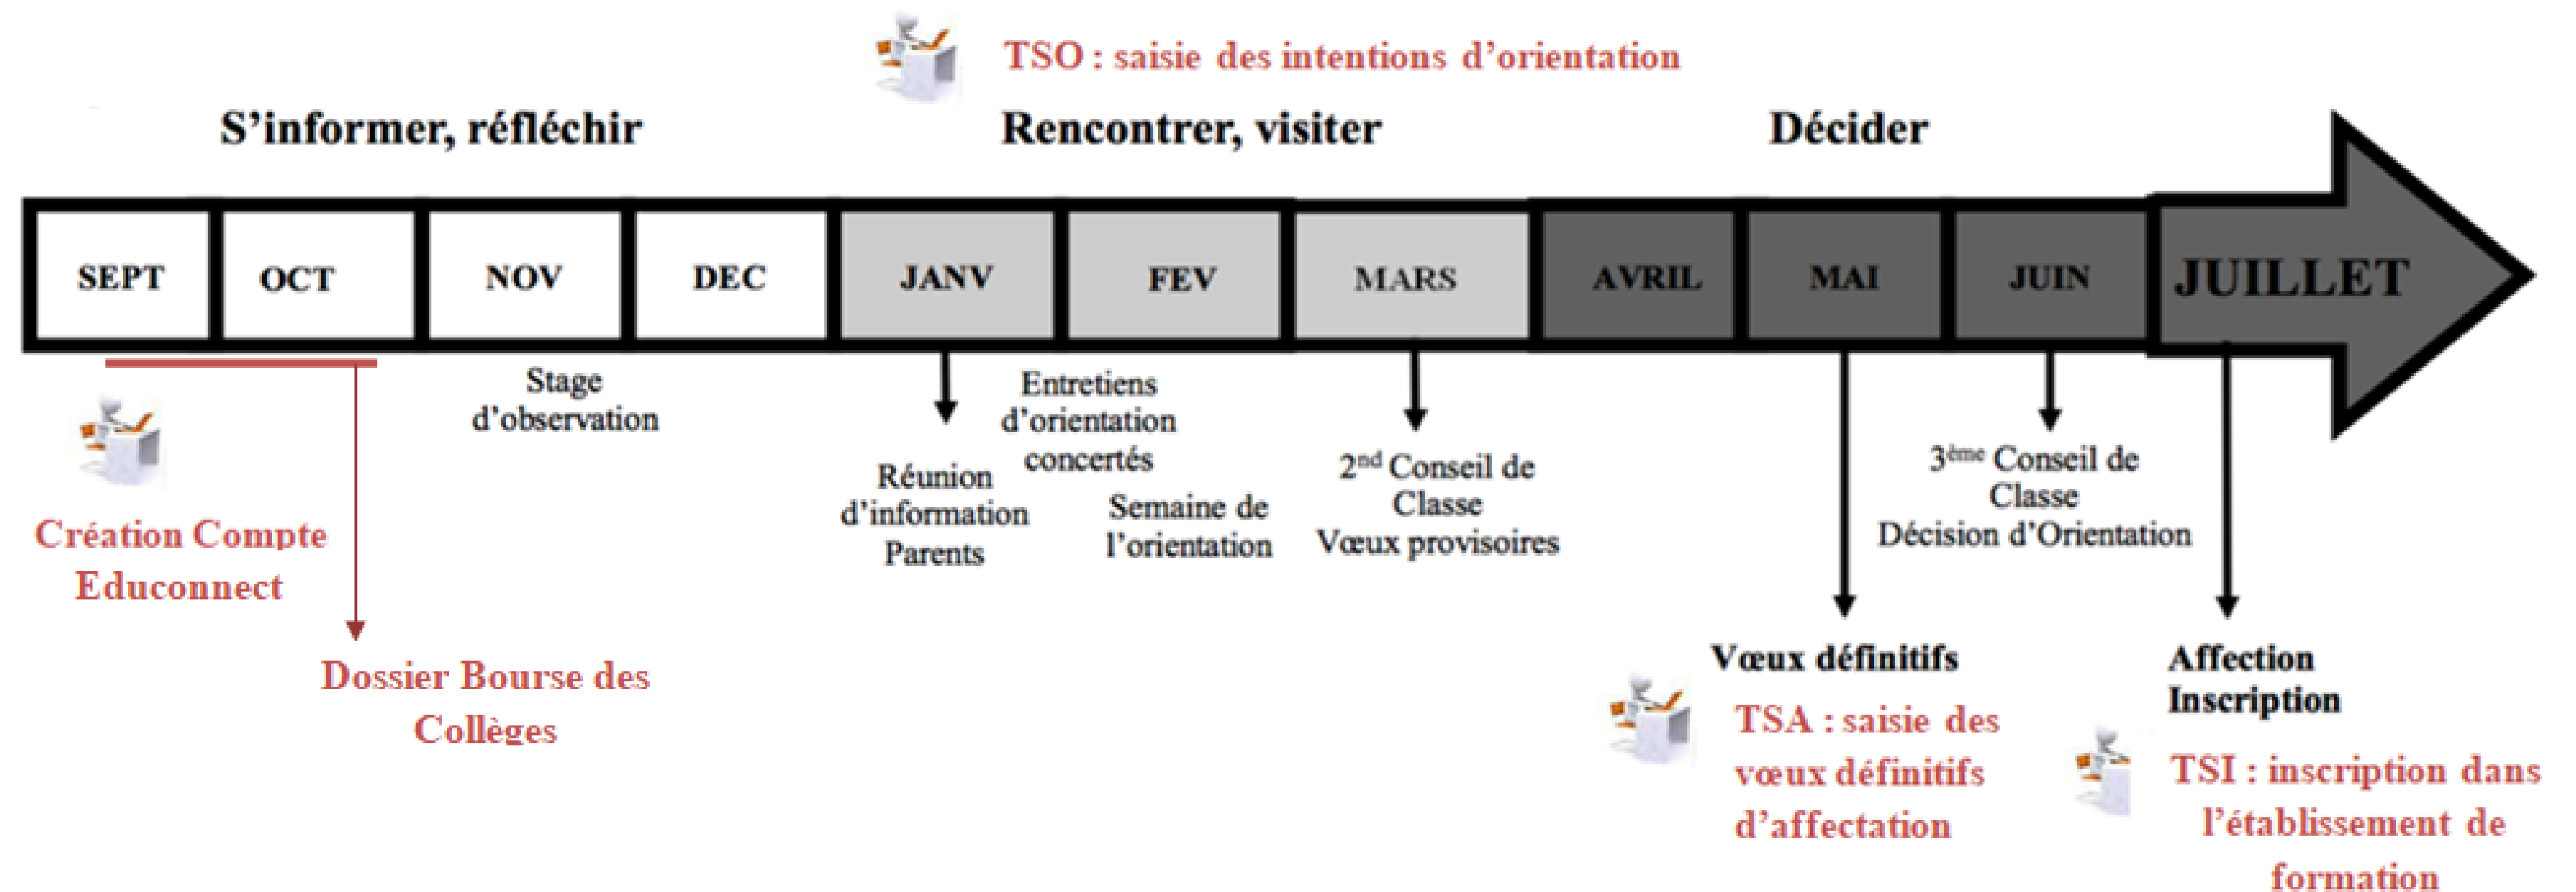 TSO : saisie des intentions d'orientation
S'informer, réfléchir
Rencontrer, visiter
Décider
SEPT
OCT
NOV
DEC
JANV
FEV
MARS
AVRIL
MAI
JUIN
JUILLET
Création Compte
Educonnect
Dossier Bourse des
Collèges
Stage
d'observation
Réunion
d'information
Parents
Entretiens
d'orientation
concertés
Semaine de
l'orientation
2nd Conseil de
Classe
Vœux provisoires
Vœux définitifs
TSA : saisie des
vœux définitifs
d'affectation
3ème Conseil de
Classe
Décision d'Orientation
Affection
Inscription
TSI : inscription dans
l'établissement de
formation